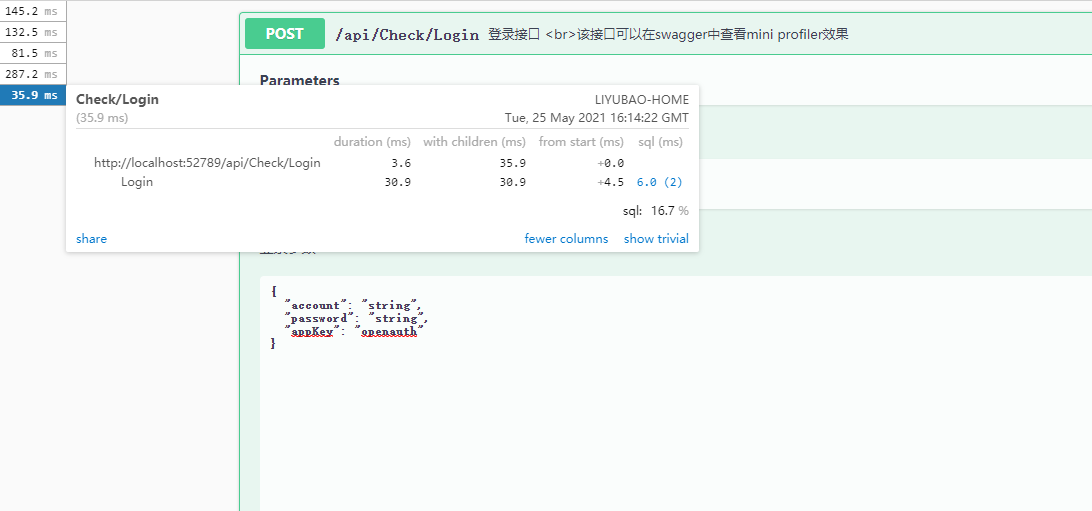 145.2 ms
132.5 ms
81.5 ms
287.2 ms
35.9 ms
POST /api/Check/Login 登录接口 <br>该接口可以在swagger中查看mini profiler效果
Parameters
Check/Login LIYUBAO-HOME
(35.9 ms) Tue, 25 May 2021 16:14:22 GMT
duration (ms) with children (ms) from start (ms) sql (ms)
http://localhost:52789/api/Check/Login 3.6 35.9 +0.0
Login 30.9 30.9 +4.5 6.0 (2)
sql: 16.7 %
share fewer columns show trivial
{
"account": "string",
"password": "string",
"appKey": "openauth"
}